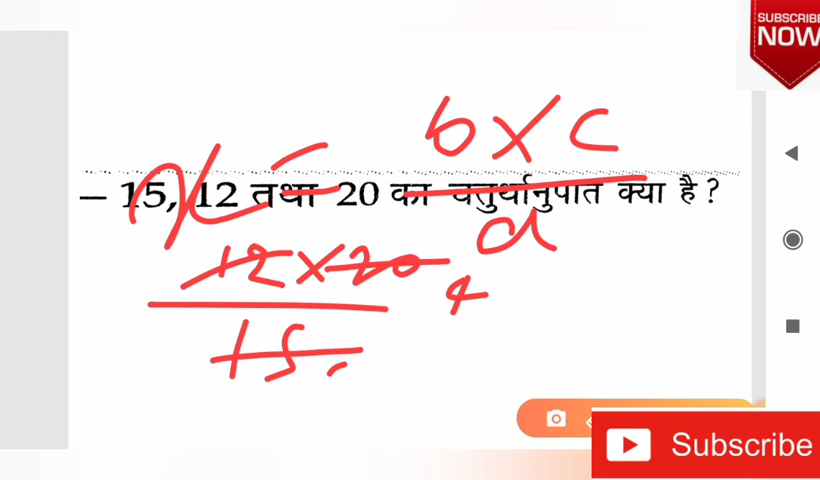 SUBSCRIBE
NOW
b × c
– 15, 12 तथा 20 का चतुर्थानुपात क्या है ?
a
12 × 20
4
15
Subscribe